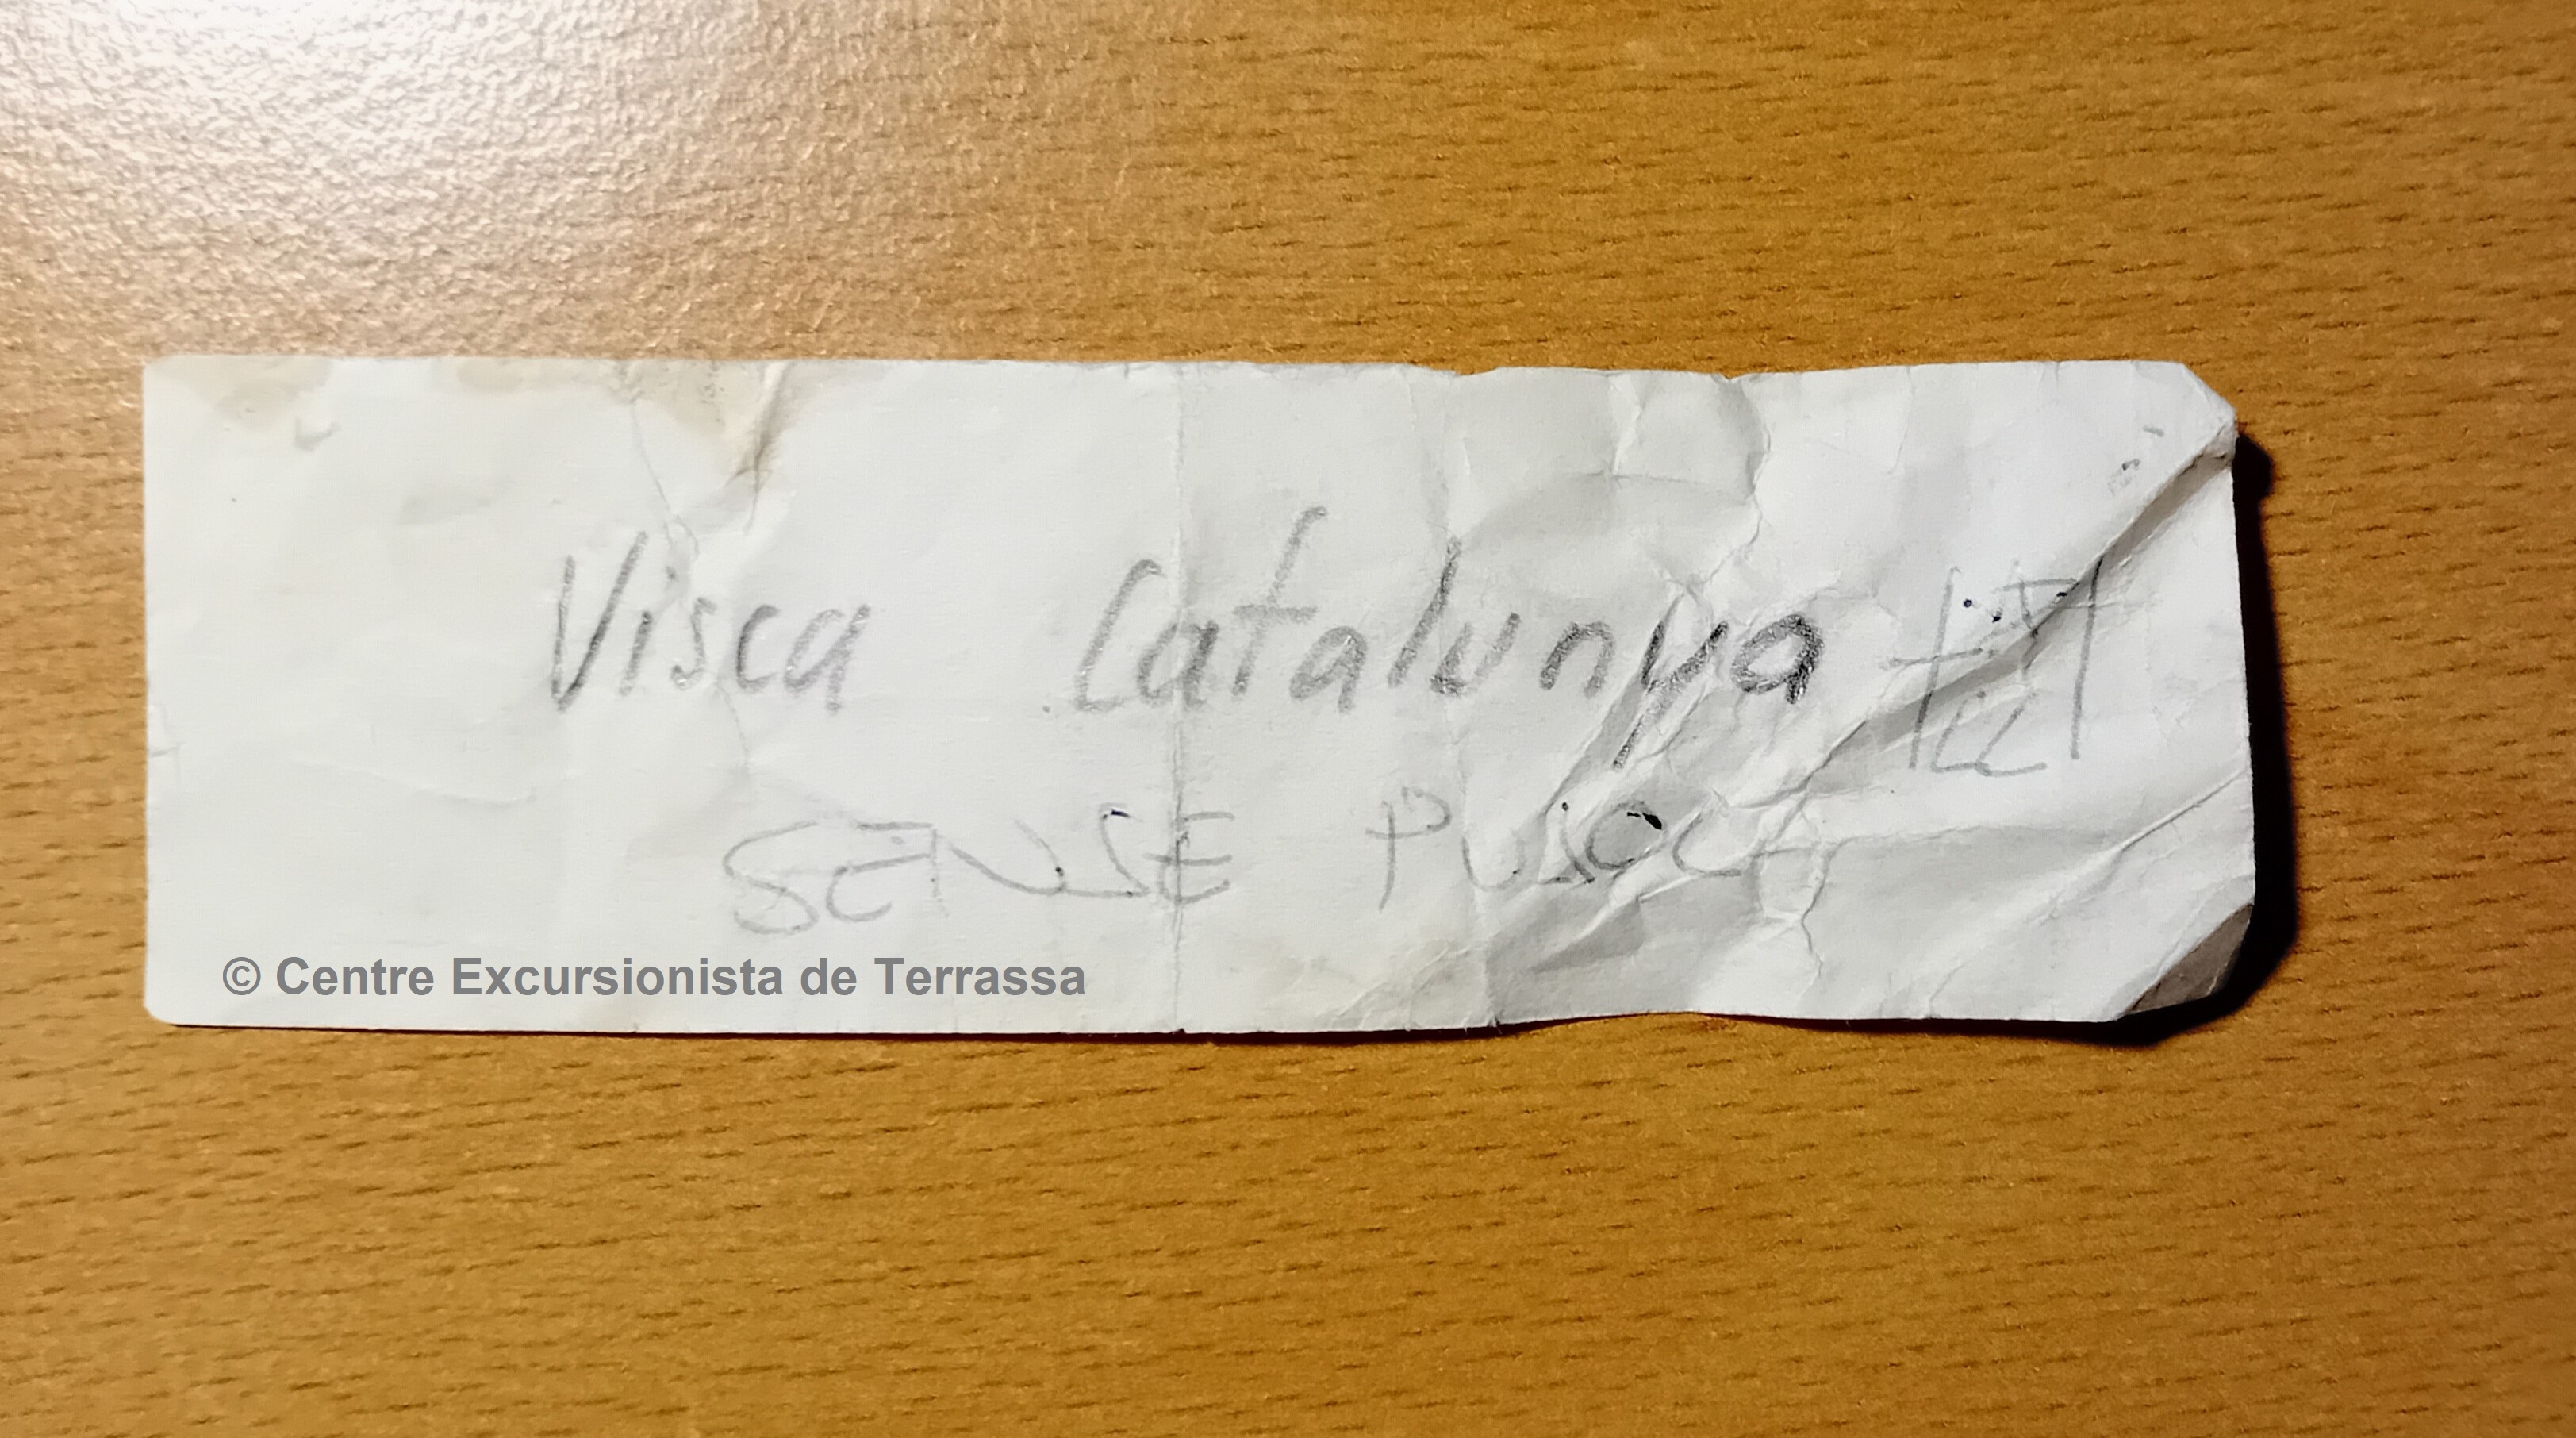 Visca Catalunya
SENSE PUJOL
© Centre Excursionista de Terrassa